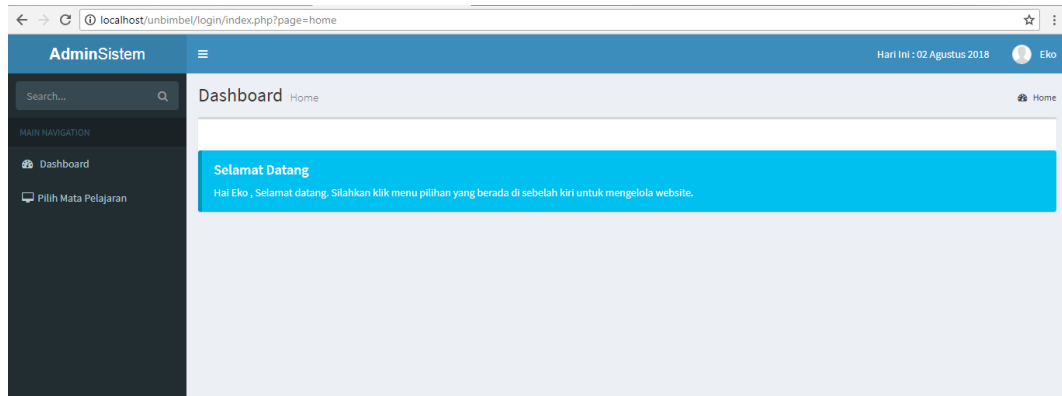 localhost/unbimbel/login/index.php?page=home
AdminSistem
Hari Ini : 02 Agustus 2018
Eko
Search...
Dashboard Home
Home
MAIN NAVIGATION
Dashboard
Pilih Mata Pelajaran
Selamat Datang
Hai Eko , Selamat datang. Silahkan klik menu pilihan yang berada di sebelah kiri untuk mengelola website.